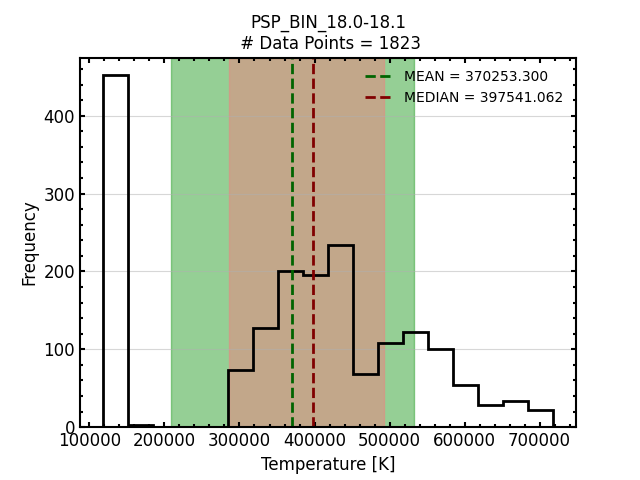 PSP_BIN_18.0-18.1
# Data Points = 1823
MEAN = 370253.300
MEDIAN = 397541.062
Frequency
400
300
200
100
0
100000 200000 300000 400000 500000 600000 700000
Temperature [K]